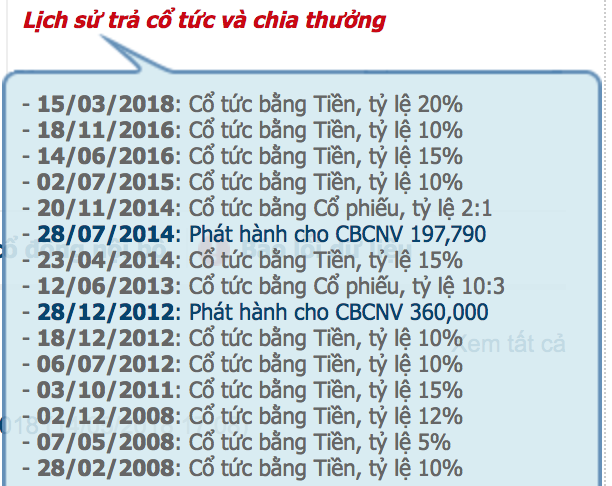 Lịch sử trả cổ tức và chia thưởng
- 15/03/2018: Cổ tức bằng Tiền, tỷ lệ 20%
- 18/11/2016: Cổ tức bằng Tiền, tỷ lệ 10%
- 14/06/2016: Cổ tức bằng Tiền, tỷ lệ 15%
- 02/07/2015: Cổ tức bằng Tiền, tỷ lệ 10%
- 20/11/2014: Cổ tức bằng Cổ phiếu, tỷ lệ 2:1
- 28/07/2014: Phát hành cho CBCNV 197,790
- 23/04/2014: Cổ tức bằng Tiền, tỷ lệ 15%
- 12/06/2013: Cổ tức bằng Cổ phiếu, tỷ lệ 10:3
- 28/12/2012: Phát hành cho CBCNV 360,000
- 18/12/2012: Cổ tức bằng Tiền, tỷ lệ 10%
Xem tất cả
- 06/07/2012: Cổ tức bằng Tiền, tỷ lệ 10%
- 03/10/2011: Cổ tức bằng Tiền, tỷ lệ 15%
- 02/12/2008: Cổ tức bằng Tiền, tỷ lệ 12%
- 07/05/2008: Cổ tức bằng Tiền, tỷ lệ 5%
- 28/02/2008: Cổ tức bằng Tiền, tỷ lệ 10%